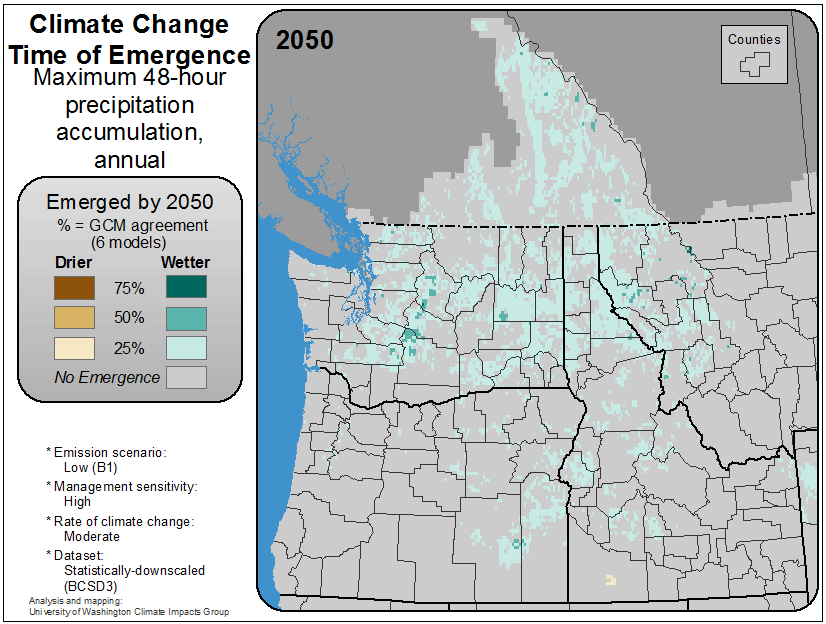 Climate Change
Time of Emergence
Maximum 48-hour
precipitation
accumulation,
annual
Emerged by 2050
% = GCM agreement
(6 models)
Drier Wetter
75%
50%
25%
No Emergence
* Emission scenario:
Low (B1)
* Management sensitivity:
High
* Rate of climate change:
Moderate
* Dataset:
Statistically-downscaled
(BCSD3)
Analysis and mapping:
University of Washington Climate Impacts Group
2050
Counties